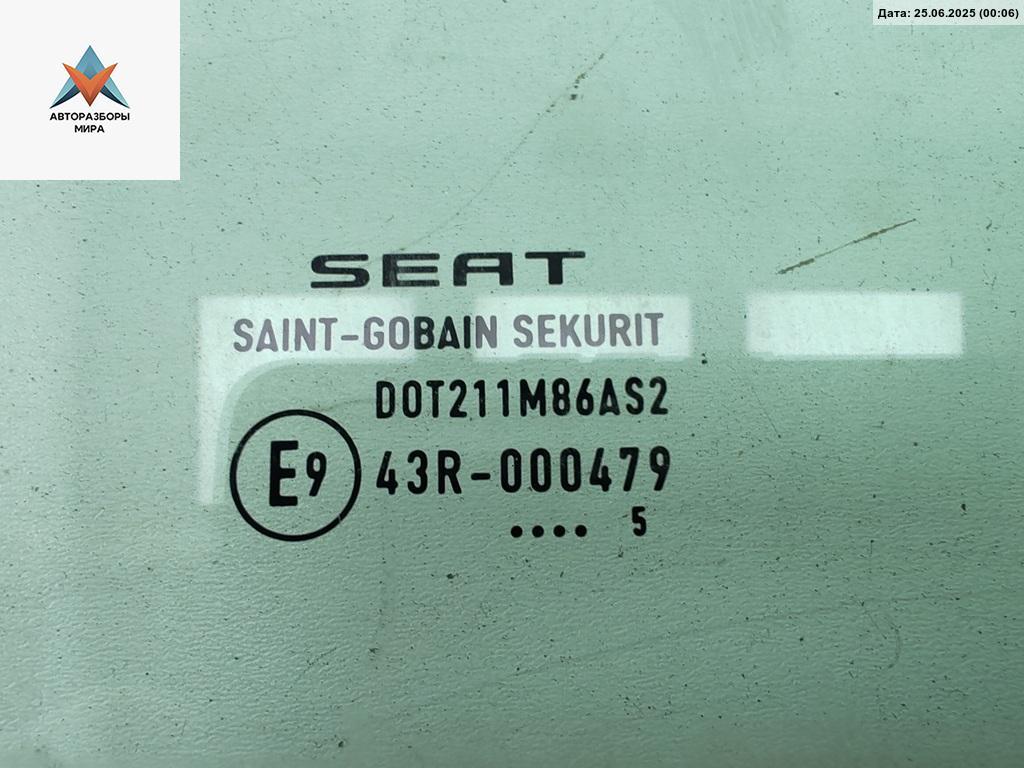 Дата: 25.06.2025 (00:06)
АВТОРАЗБОРЫ
МИРА
SEAT
SAINT-GOBAIN SEKURIT
DOT211M86AS2
E9 43R-000479
.... 5